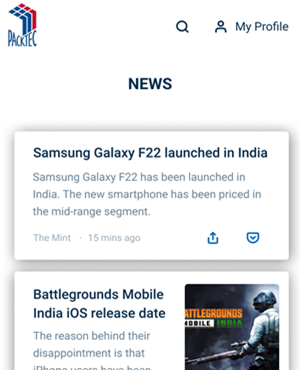 PACKTEC
My Profile
NEWS
Samsung Galaxy F22 launched in India
Samsung Galaxy F22 has been launched in
India. The new smartphone has been priced in
the mid-range segment.
The Mint · 15 mins ago
Battlegrounds Mobile
India iOS release date
The reason behind their
disappointment is that
iPhone users have been
BATTLEGROUNDS
MOBILE INDIA